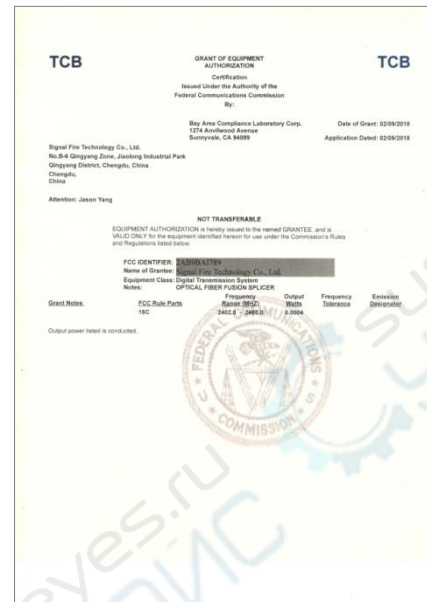 TCB
GRANT OF EQUIPMENT
AUTHORIZATION
TCB
Certification
Issued Under the Authority of the
Federal Communications Commission
By:
Bay Area Compliance Laboratory Corp.
1274 Anvilwood Avenue
Sunnyvale, CA 94089
Date of Grant: 02/09/2018
Application Dated: 02/09/2018
Signal Fire Technology Co., Ltd.
No.B-6 Qingyang Zone, Jiaolong Industrial Park
Qingyang District, Chengdu, China
Chengdu,
China
Attention: Jason Yang
NOT TRANSFERABLE
EQUIPMENT AUTHORIZATION is hereby issued to the named GRANTEE, and is
VALID ONLY for the equipment identified hereon for use under the Commission's Rules
and Regulations listed below.
FCC IDENTIFIER: 2AB9BAI789
Name of Grantee: Signal Fire Technology Co., Ltd.
Equipment Class: Digital Transmission System
Notes: OPTICAL FIBER FUSION SPLICER
Grant Notes FCC Rule Parts Frequency Range (MHZ) Output Watts Frequency Tolerance Emission Designator
15C 2402.0 - 2480.0 0.0004
Output power listed is conducted.
FEDERAL COMMUNICATIONS COMMISSION
U S
eyes.ru